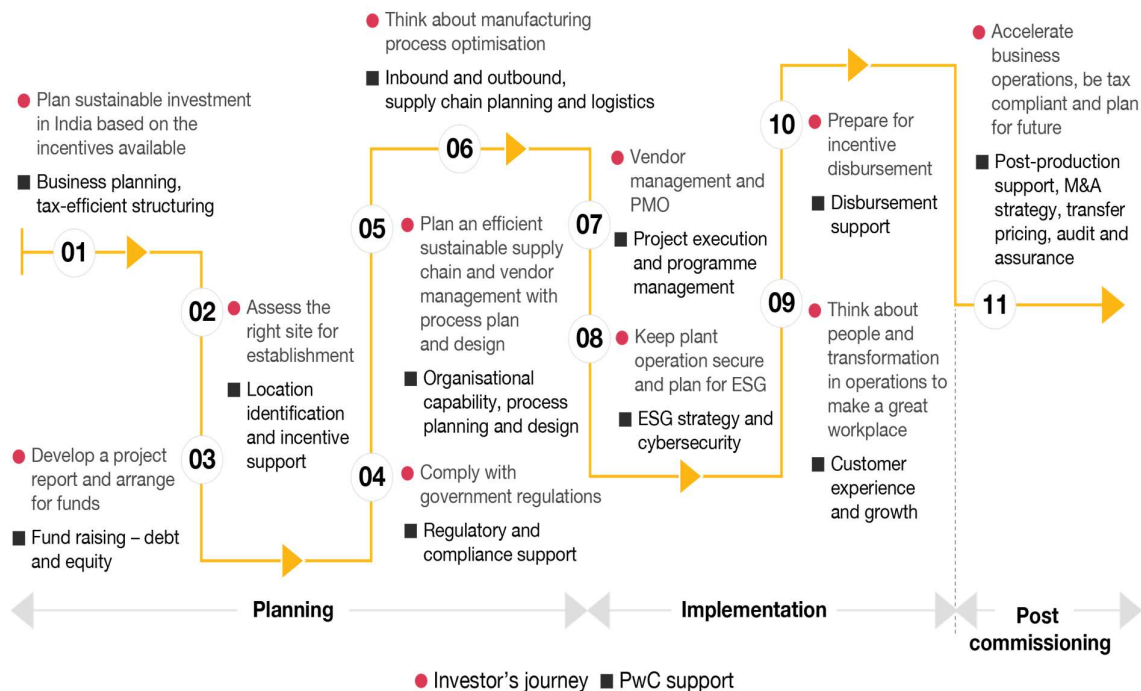 Plan sustainable investment
in India based on the
incentives available
Business planning,
tax-efficient structuring
01
02
Assess the
right site for
establishment
Location
identification
and incentive
support
03
Develop a project
report and arrange
for funds
Fund raising – debt
and equity
04
Comply with
government regulations
Regulatory and
compliance support
05
Plan an efficient
sustainable supply
chain and vendor
management with
process plan
and design
Organisational
capability, process
planning and design
Think about manufacturing
process optimisation
Inbound and outbound,
supply chain planning and logistics
06
07
Vendor
management and
PMO
Project execution
and programme
management
08
Keep plant
operation secure
and plan for ESG
ESG strategy and
cybersecurity
09
Think about
people and
transformation
in operations to
make a great
workplace
Customer
experience
and growth
10
Prepare for
incentive
disbursement
Disbursement
support
Accelerate
business
operations, be tax
compliant and plan
for future
Post-production
support, M&A
strategy, transfer
pricing, audit and
assurance
11
Planning
Implementation
Post
commissioning
Investor's journey
PwC support